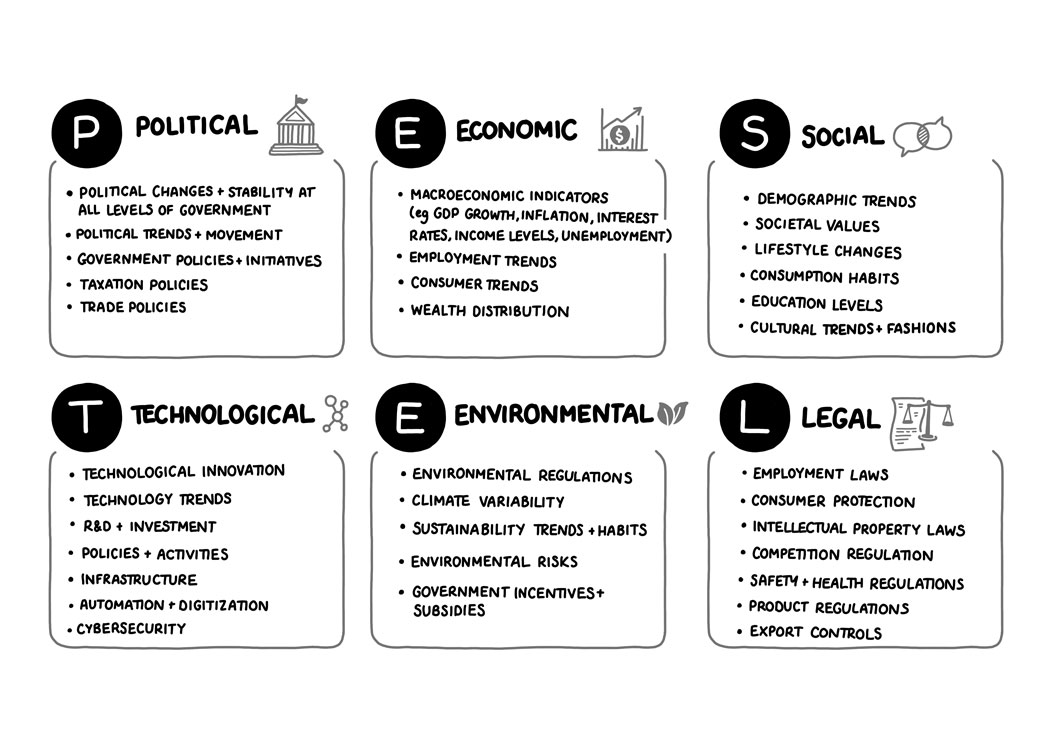 P POLITICAL
• POLITICAL CHANGES + STABILITY AT
ALL LEVELS OF GOVERNMENT
• POLITICAL TRENDS + MOVEMENT
• GOVERNMENT POLICIES + INITIATIVES
• TAXATION POLICIES
• TRADE POLICIES
E ECONOMIC
• MACROECONOMIC INDICATORS
(eg GDP GROWTH, INFLATION, INTEREST
RATES, INCOME LEVELS, UNEMPLOYMENT)
• EMPLOYMENT TRENDS
• CONSUMER TRENDS
• WEALTH DISTRIBUTION
S SOCIAL
• DEMOGRAPHIC TRENDS
• SOCIETAL VALUES
• LIFESTYLE CHANGES
• CONSUMPTION HABITS
• EDUCATION LEVELS
• CULTURAL TRENDS + FASHIONS
T TECHNOLOGICAL
• TECHNOLOGICAL INNOVATION
• TECHNOLOGY TRENDS
• R&D + INVESTMENT
• POLICIES + ACTIVITIES
• INFRASTRUCTURE
• AUTOMATION + DIGITIZATION
• CYBERSECURITY
E ENVIRONMENTAL
• ENVIRONMENTAL REGULATIONS
• CLIMATE VARIABILITY
• SUSTAINABILITY TRENDS + HABITS
• ENVIRONMENTAL RISKS
• GOVERNMENT INCENTIVES +
SUBSIDIES
L LEGAL
• EMPLOYMENT LAWS
• CONSUMER PROTECTION
• INTELLECTUAL PROPERTY LAWS
• COMPETITION REGULATION
• SAFETY + HEALTH REGULATIONS
• PRODUCT REGULATIONS
• EXPORT CONTROLS